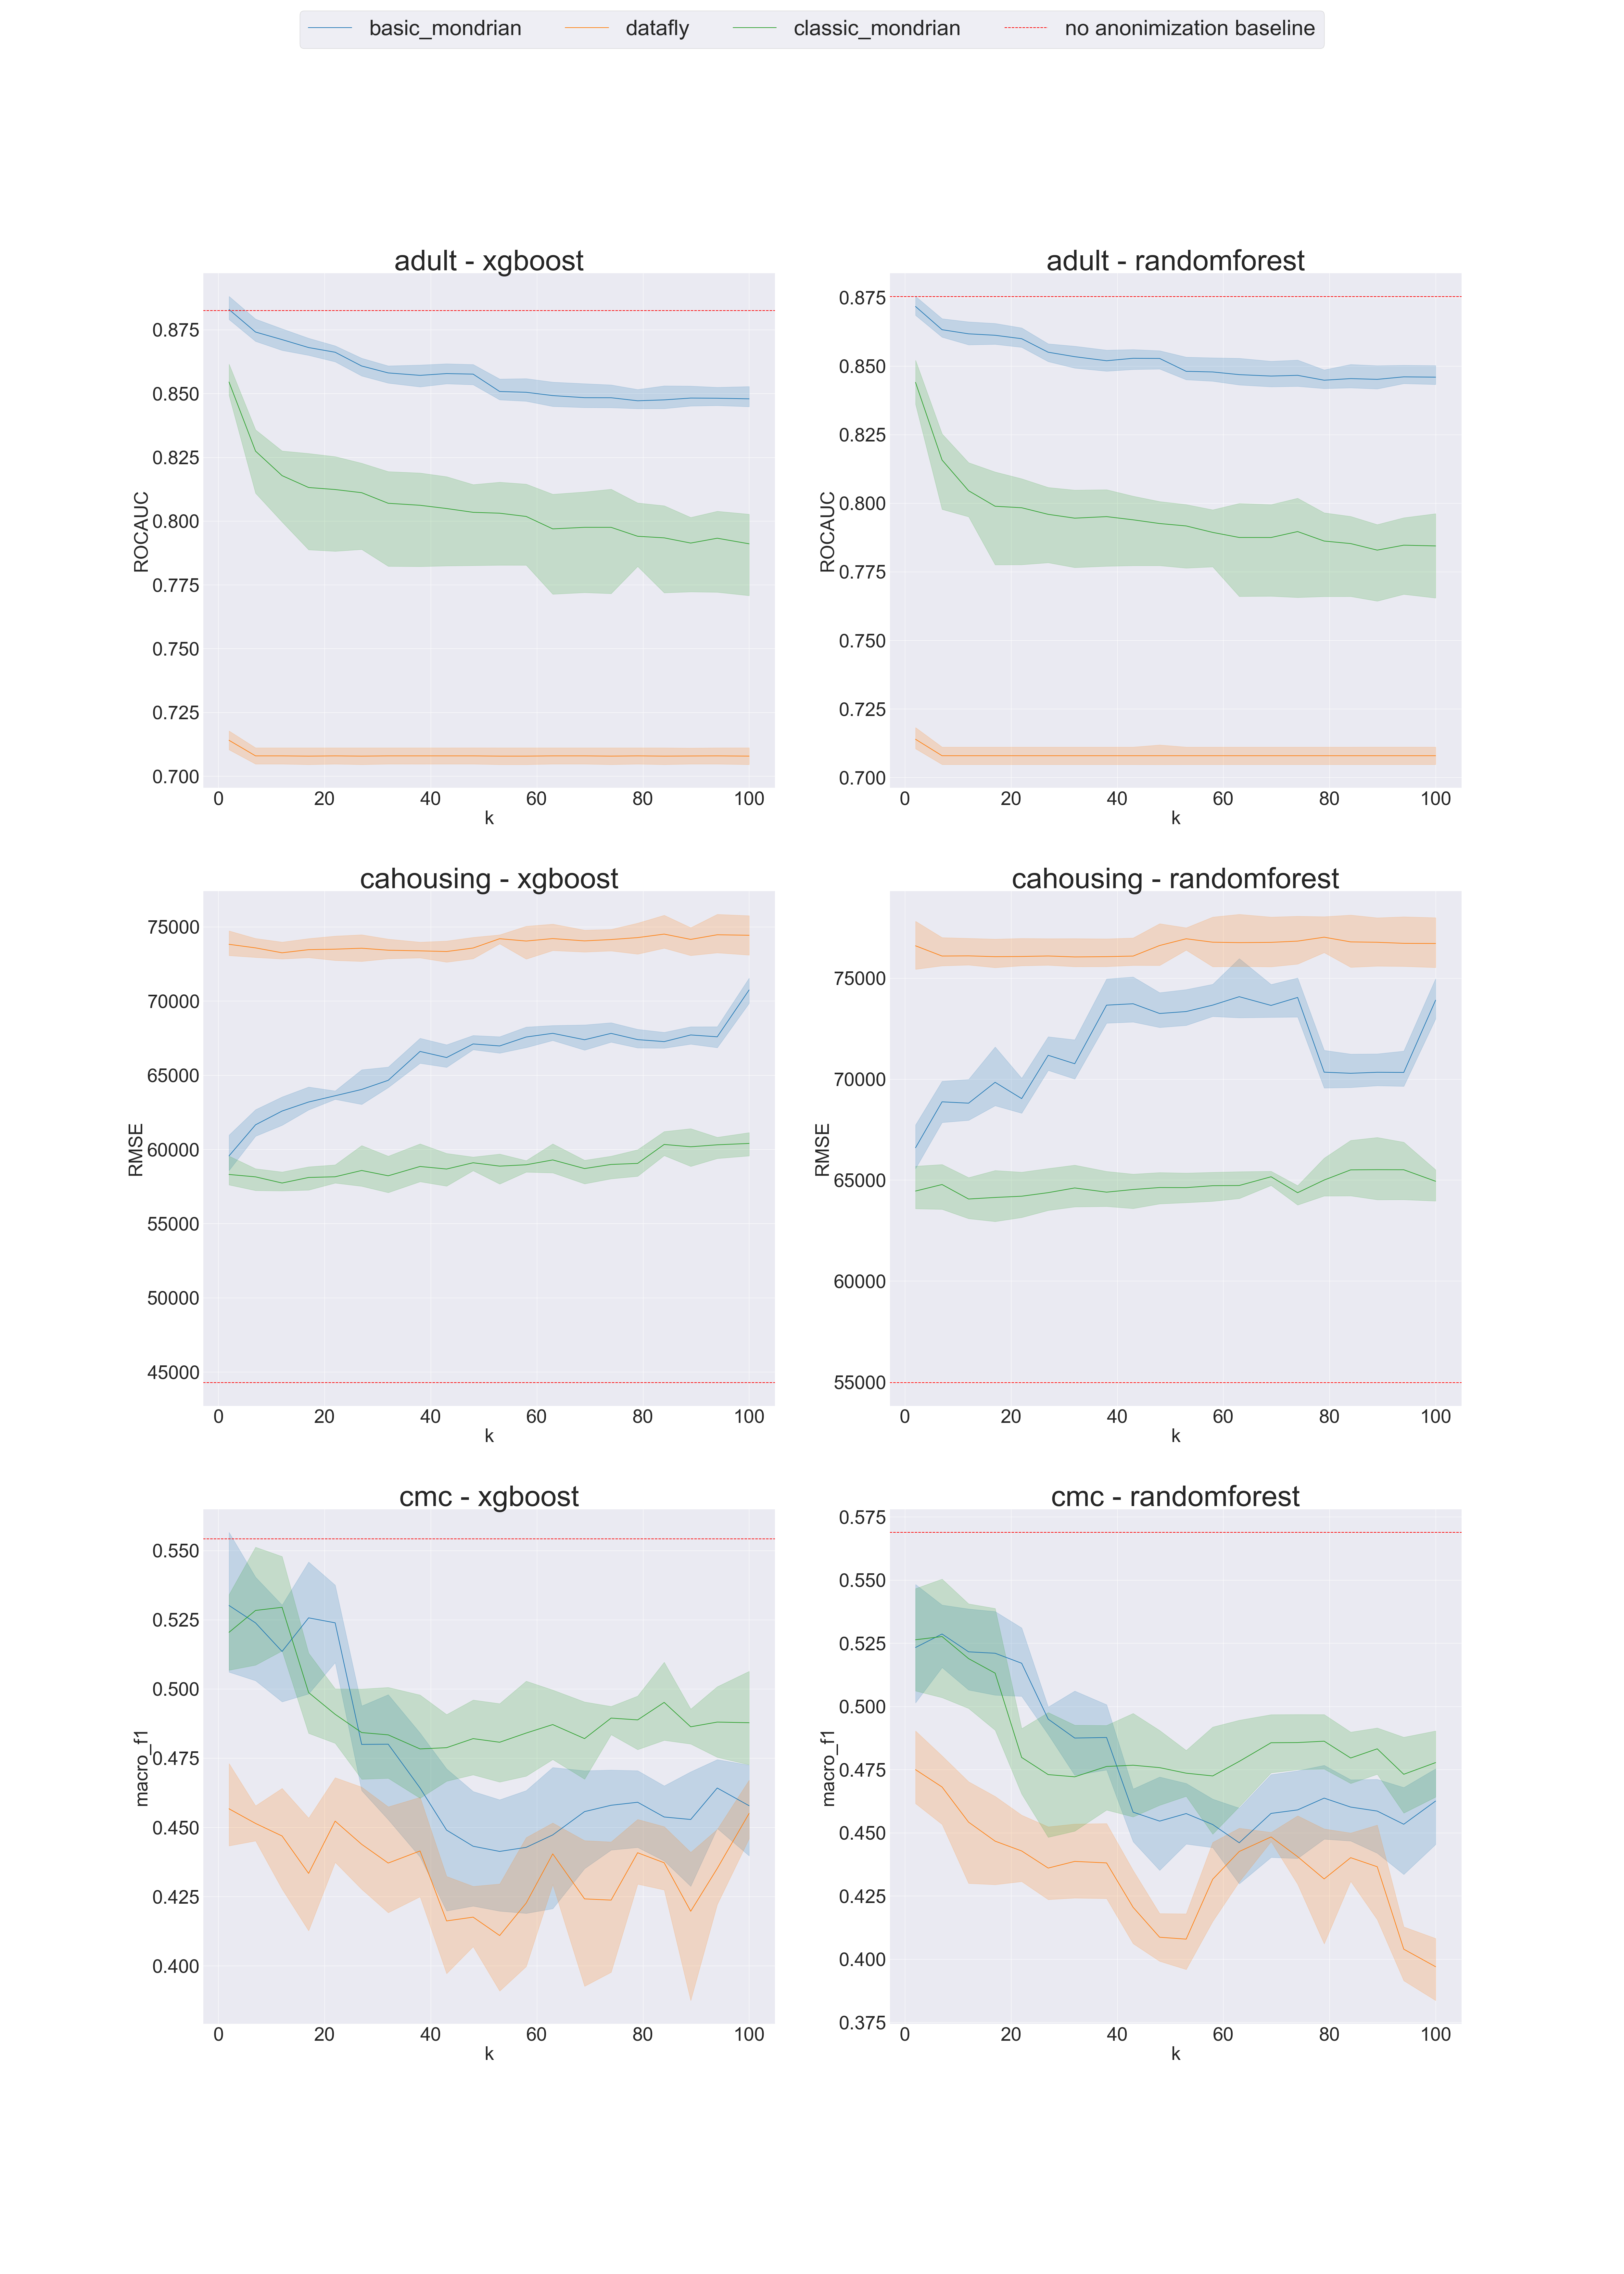 basic_mondrian datafly classic_mondrian no anonimization baseline
adult - xgboost
ROCAUC
0.875
0.850
0.825
0.800
0.775
0.750
0.725
0.700
0 20 40 60 80 100
k
adult - randomforest
ROCAUC
0.875
0.850
0.825
0.800
0.775
0.750
0.725
0.700
0 20 40 60 80 100
k
cahousing - xgboost
RMSE
75000
70000
65000
60000
55000
50000
45000
0 20 40 60 80 100
k
cahousing - randomforest
RMSE
75000
70000
65000
60000
55000
0 20 40 60 80 100
k
cmc - xgboost
macro_f1
0.550
0.525
0.500
0.475
0.450
0.425
0.400
0 20 40 60 80 100
k
cmc - randomforest
macro_f1
0.575
0.550
0.525
0.500
0.475
0.450
0.425
0.400
0.375
0 20 40 60 80 100
k